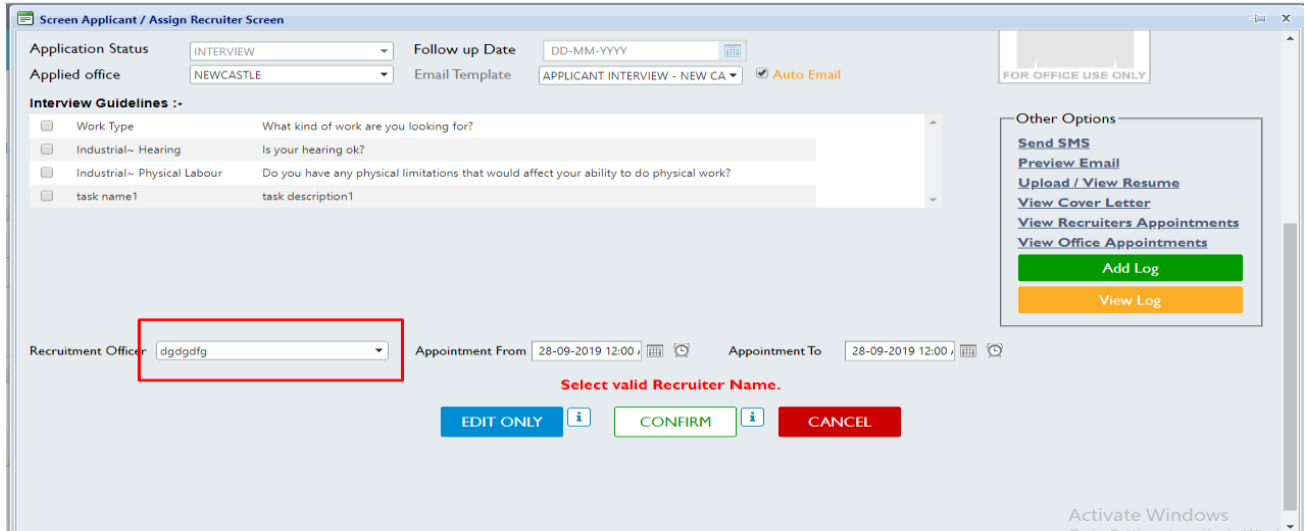 Screen Applicant / Assign Recruiter Screen
Application Status INTERVIEW Follow up Date DD-MM-YYYY
Applied office NEWCASTLE Email Template APPLICANT INTERVIEW - NEW CA Auto Email
FOR OFFICE USE ONLY
Interview Guidelines :-
Work Type What kind of work are you looking for?
Industrial~ Hearing Is your hearing ok?
Industrial~ Physical Labour Do you have any physical limitations that would affect your ability to do physical work?
task name1 task description1
Other Options
Send SMS
Preview Email
Upload / View Resume
View Cover Letter
View Recruiters Appointments
View Office Appointments
Add Log
View Log
Recruitment Officer dgdgdfg Appointment From 28-09-2019 12:00 Appointment To 28-09-2019 12:00
Select valid Recruiter Name.
EDIT ONLY i CONFIRM i CANCEL
Activate Windows